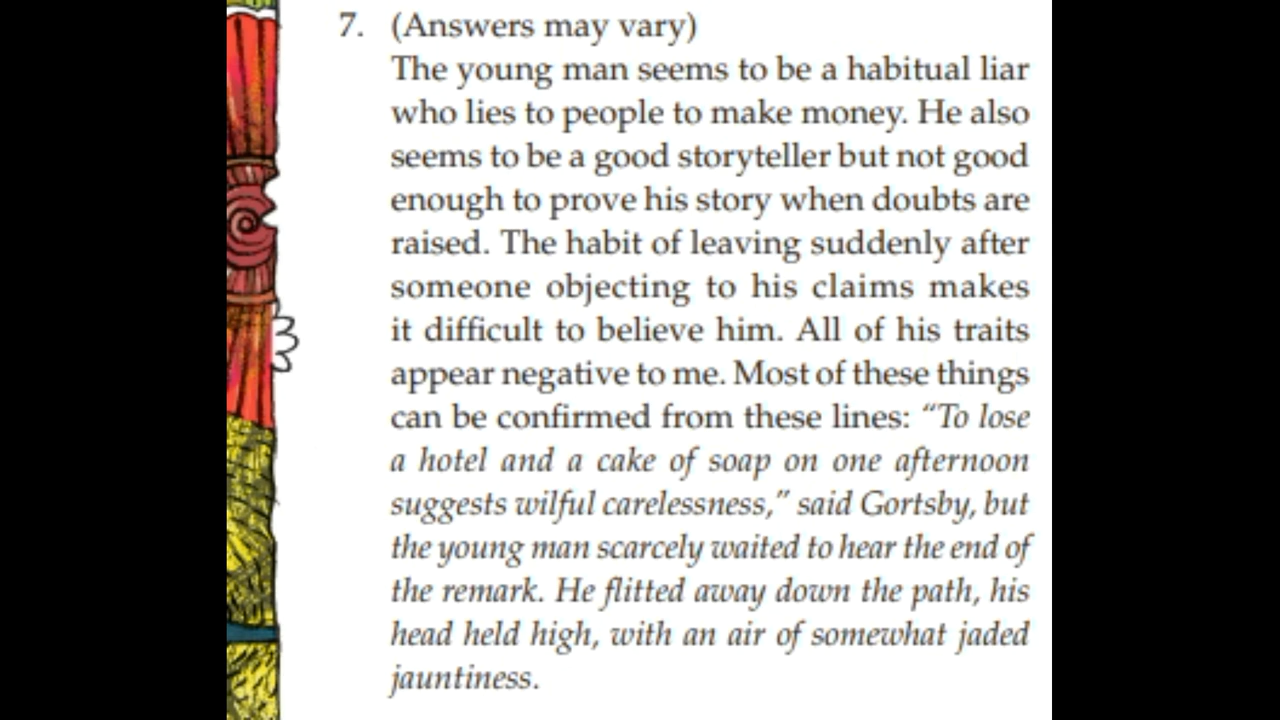 7. (Answers may vary)
The young man seems to be a habitual liar
who lies to people to make money. He also
seems to be a good storyteller but not good
enough to prove his story when doubts are
raised. The habit of leaving suddenly after
someone objecting to his claims makes
it difficult to believe him. All of his traits
appear negative to me. Most of these things
can be confirmed from these lines: “To lose
a hotel and a cake of soap on one afternoon
suggests wilful carelessness,” said Gortsby, but
the young man scarcely waited to hear the end of
the remark. He flitted away down the path, his
head held high, with an air of somewhat jaded
jauntiness.